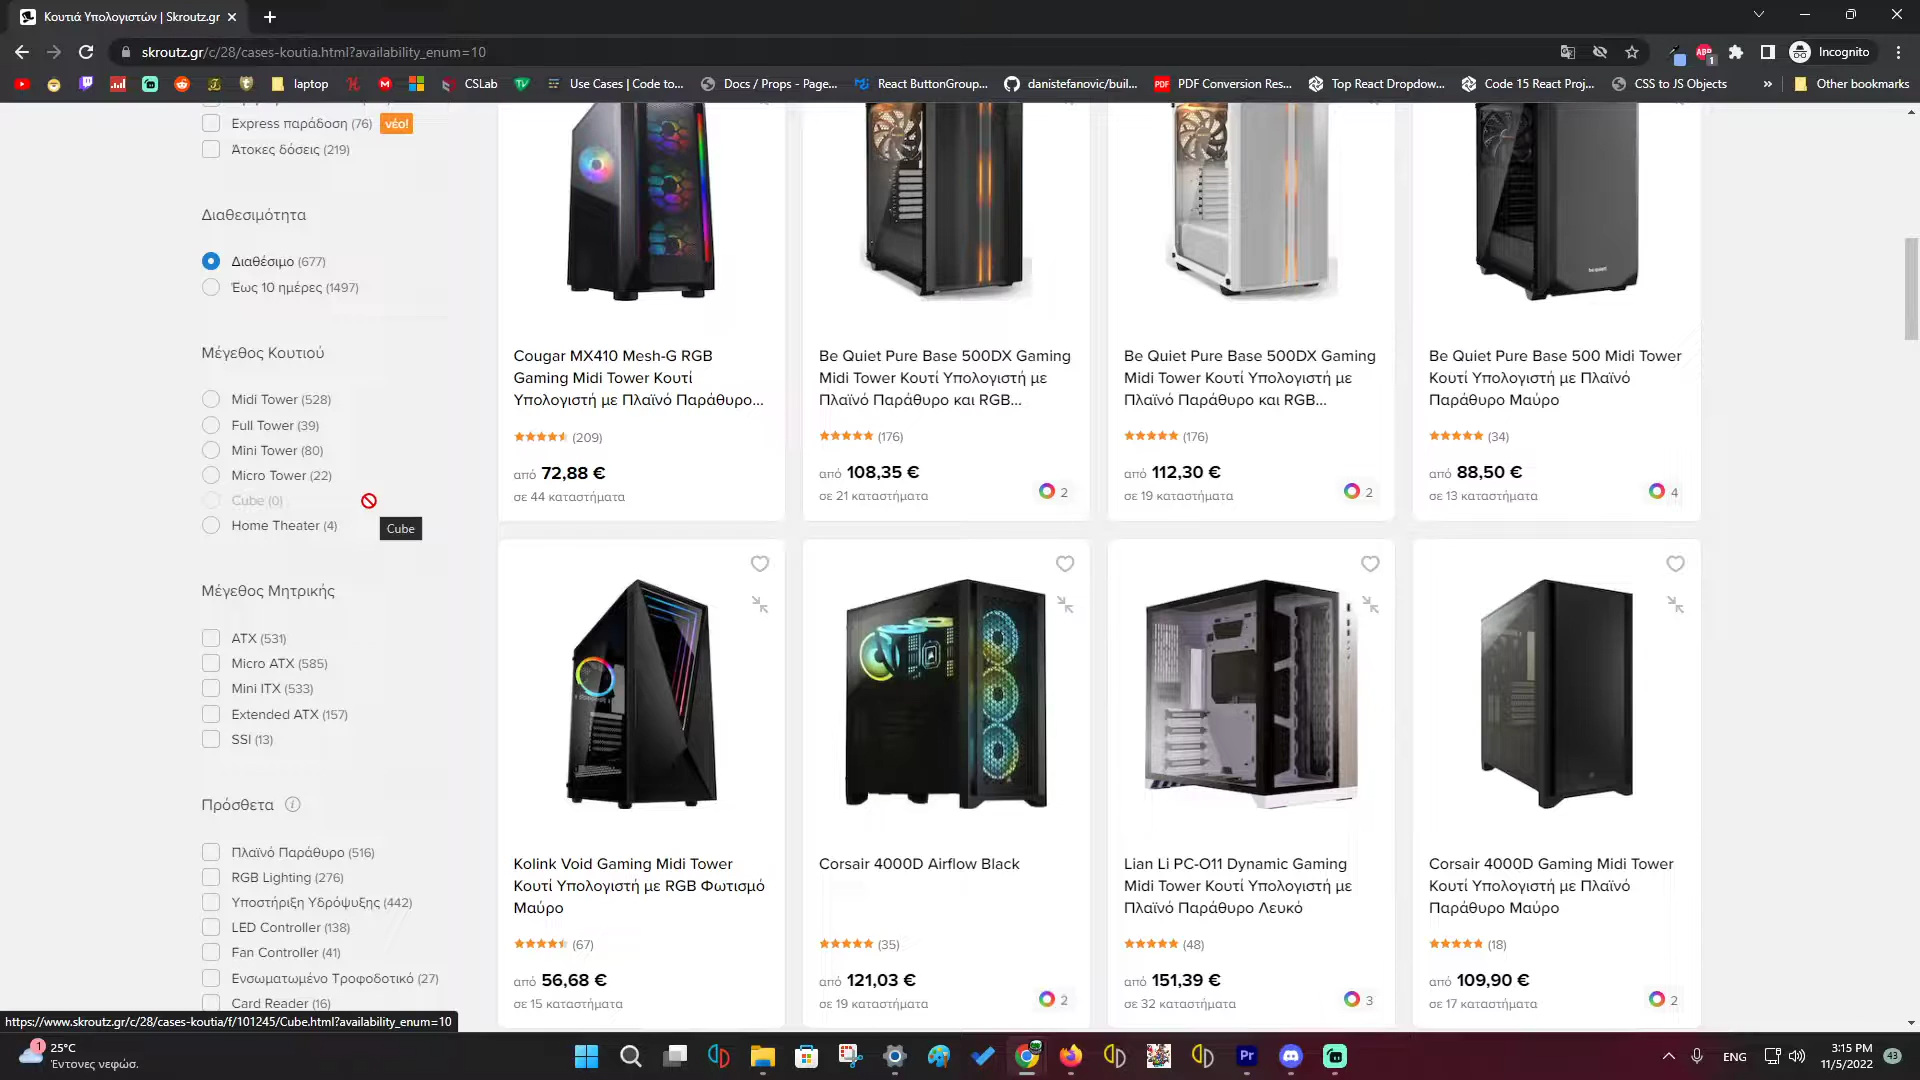 Κουτιά Υπολογιστών | Skroutz.gr
skroutz.gr/c/28/cases-koutia.html?availability_enum=10
ABP
1
Incognito
laptop
CSLab
Use Cases | Code to...
Docs / Props - Page...
React ButtonGroup...
danistefanovic/buil...
PDF
PDF Conversion Res...
Top React Dropdow...
Code 15 React Proj...
CSS to JS Objects
»
Other bookmarks
Express παράδοση (76) νέο!
Άτοκες δόσεις (219)
Διαθεσιμότητα
Διαθέσιμο (677)
Έως 10 ημέρες (1497)
Μέγεθος Κουτιού
Midi Tower (528)
Full Tower (39)
Mini Tower (80)
Micro Tower (22)
Cube (0)
Home Theater (4)
Cube
Μέγεθος Μητρικής
ATX (531)
Micro ATX (585)
Mini ITX (533)
Extended ATX (157)
SSI (13)
Πρόσθετα
Πλαϊνό Παράθυρο (516)
RGB Lighting (276)
Υποστήριξη Υδρόψυξης (442)
LED Controller (138)
Fan Controller (41)
Ενσωματωμένο Τροφοδοτικό (27)
Card Reader (16)
Cougar MX410 Mesh-G RGB
Gaming Midi Tower Κουτί
Υπολογιστή με Πλαϊνό Παράθυρο...
(209)
από 72,88 €
σε 44 καταστήματα
Be Quiet Pure Base 500DX Gaming
Midi Tower Κουτί Υπολογιστή με
Πλαϊνό Παράθυρο και RGB...
(176)
από 108,35 €
σε 21 καταστήματα
2
Be Quiet Pure Base 500DX Gaming
Midi Tower Κουτί Υπολογιστή με
Πλαϊνό Παράθυρο και RGB...
(176)
από 112,30 €
σε 19 καταστήματα
2
Be Quiet Pure Base 500 Midi Tower
Κουτί Υπολογιστή με Πλαϊνό
Παράθυρο Μαύρο
(34)
από 88,50 €
σε 13 καταστήματα
4
Kolink Void Gaming Midi Tower
Κουτί Υπολογιστή με RGB Φωτισμό
Μαύρο
(67)
από 56,68 €
σε 15 καταστήματα
Corsair 4000D Airflow Black
(35)
από 121,03 €
σε 19 καταστήματα
2
Lian Li PC-O11 Dynamic Gaming
Midi Tower Κουτί Υπολογιστή με
Πλαϊνό Παράθυρο Λευκό
(48)
από 151,39 €
σε 32 καταστήματα
3
Corsair 4000D Gaming Midi Tower
Κουτί Υπολογιστή με Πλαϊνό
Παράθυρο Μαύρο
(18)
από 109,90 €
σε 17 καταστήματα
2
https://www.skroutz.gr/c/28/cases-koutia/f/101245/Cube.html?availability_enum=10
1
25°C
Έντονες νεφώσ.
Pr
ENG
3:15 PM
11/5/2022
43